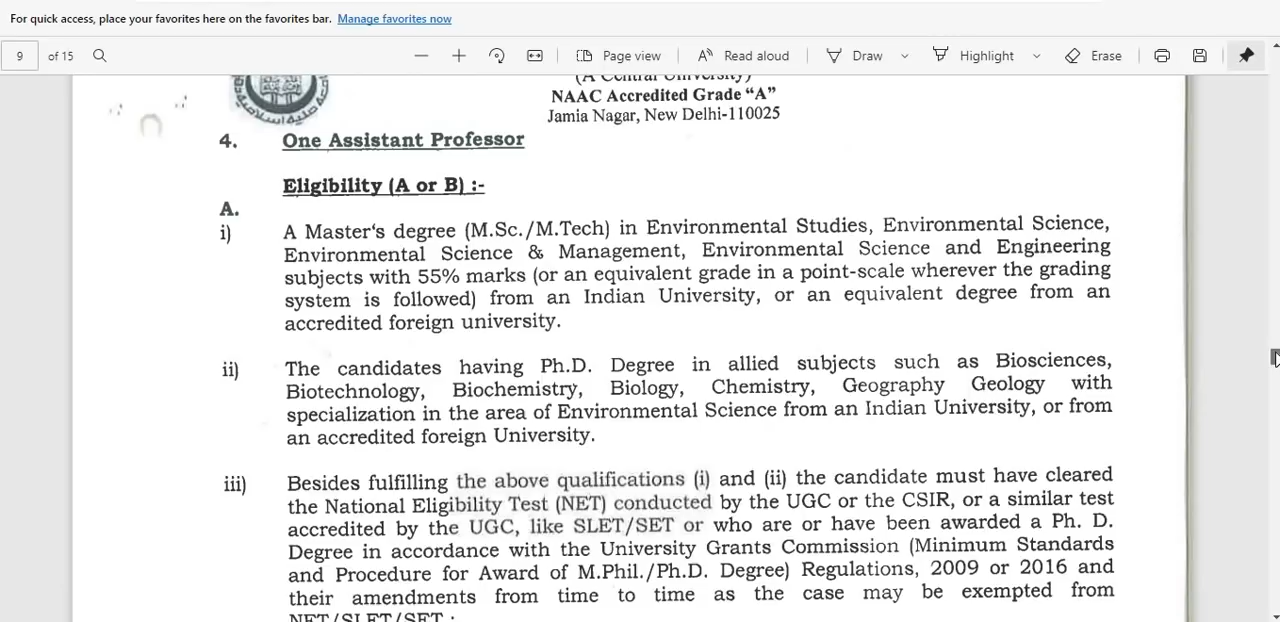 For quick access, place your favorites here on the favorites bar. Manage favorites now
9 of 15 Page view Read aloud Draw Highlight Erase
(A Central University)
NAAC Accredited Grade “A”
Jamia Nagar, New Delhi-110025
4. One Assistant Professor
Eligibility (A or B) :-
A.
i) A Master‘s degree (M.Sc./M.Tech) in Environmental Studies, Environmental Science,
Environmental Science & Management, Environmental Science and Engineering
subjects with 55% marks (or an equivalent grade in a point-scale wherever the grading
system is followed) from an Indian University, or an equivalent degree from an
accredited foreign university.
ii) The candidates having Ph.D. Degree in allied subjects such as Biosciences,
Biotechnology, Biochemistry, Biology, Chemistry, Geography Geology with
specialization in the area of Environmental Science from an Indian University, or from
an accredited foreign University.
iii) Besides fulfilling the above qualifications (i) and (ii) the candidate must have cleared
the National Eligibility Test (NET) conducted by the UGC or the CSIR, or a similar test
accredited by the UGC, like SLET/SET or who are or have been awarded a Ph. D.
Degree in accordance with the University Grants Commission (Minimum Standards
and Procedure for Award of M.Phil./Ph.D. Degree) Regulations, 2009 or 2016 and
their amendments from time to time as the case may be exempted from
NET/SLET/SET :